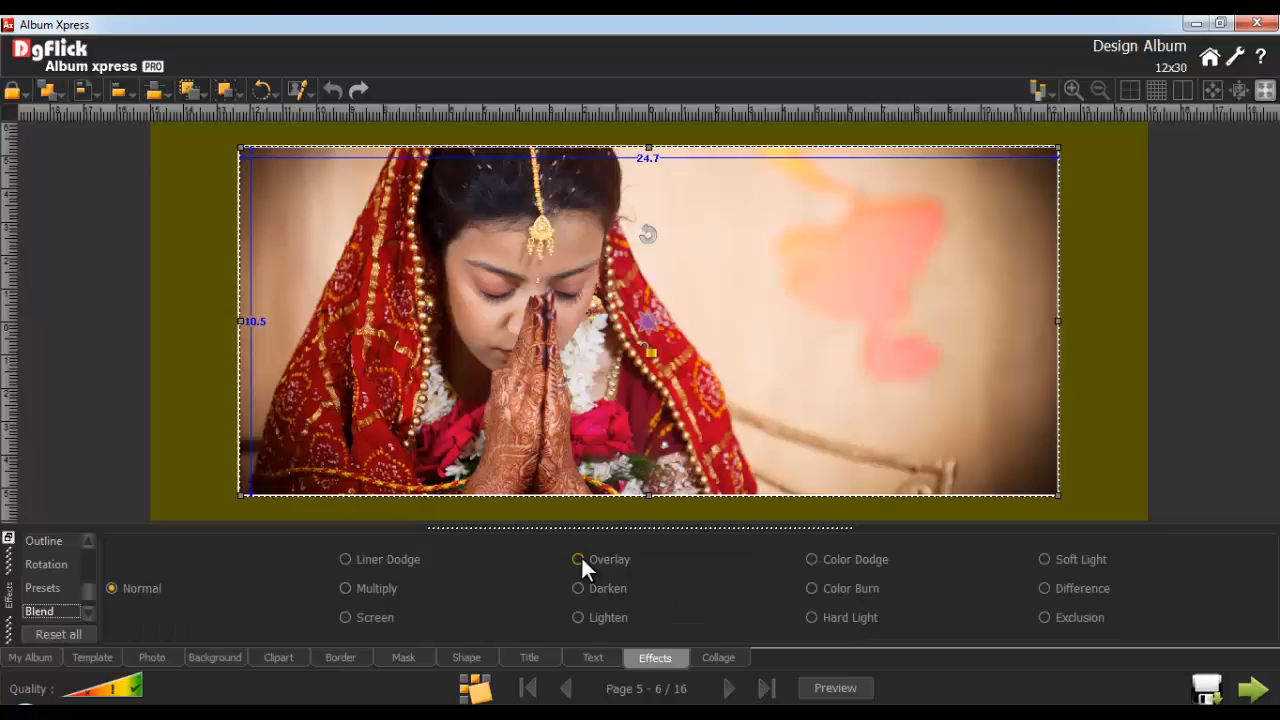 Album Xpress
DgFlick
Album xpress PRO
Design Album
12x30
24.7
10.5
Outline
Rotation
Presets
Blend
Reset all
Effects
Normal
Liner Dodge
Multiply
Screen
Overlay
Darken
Lighten
Color Dodge
Color Burn
Hard Light
Soft Light
Difference
Exclusion
My Album Template Photo Background Clipart Border Mask Shape Title Text Effects Collage
Quality :
Page 5 - 6 / 16
Preview